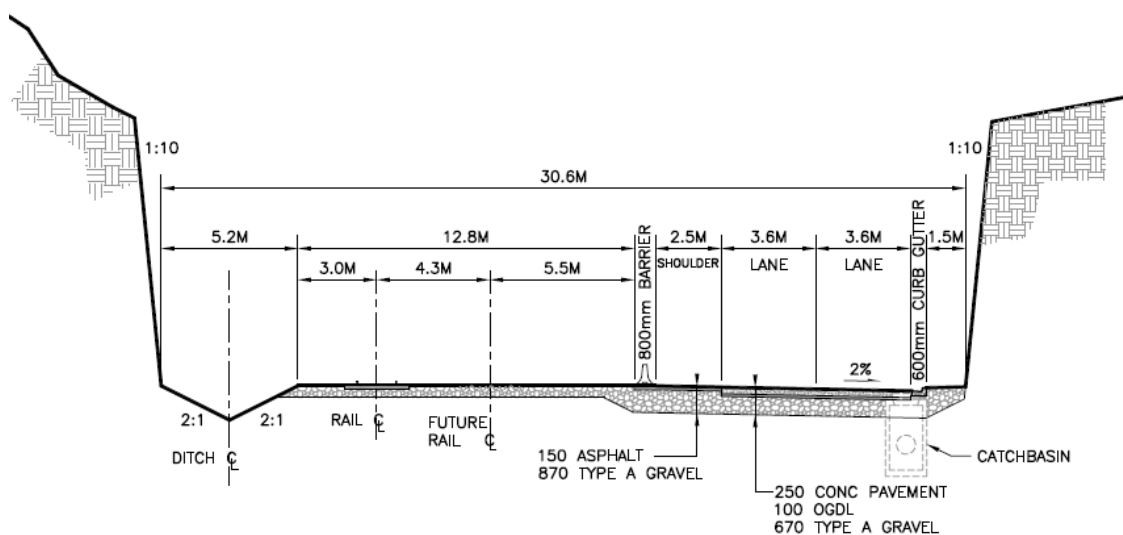 1:10
1:10
30.6M
5.2M
12.8M
800mm BARRIER
2.5M
SHOULDER
3.6M
LANE
3.6M
LANE
600mm CURB GUTTER
1.5M
3.0M
4.3M
5.5M
2%
2:1
2:1
DITCH ℄
RAIL ℄
FUTURE
RAIL ℄
150 ASPHALT
870 TYPE A GRAVEL
CATCHBASIN
250 CONC PAVEMENT
100 OGDL
670 TYPE A GRAVEL